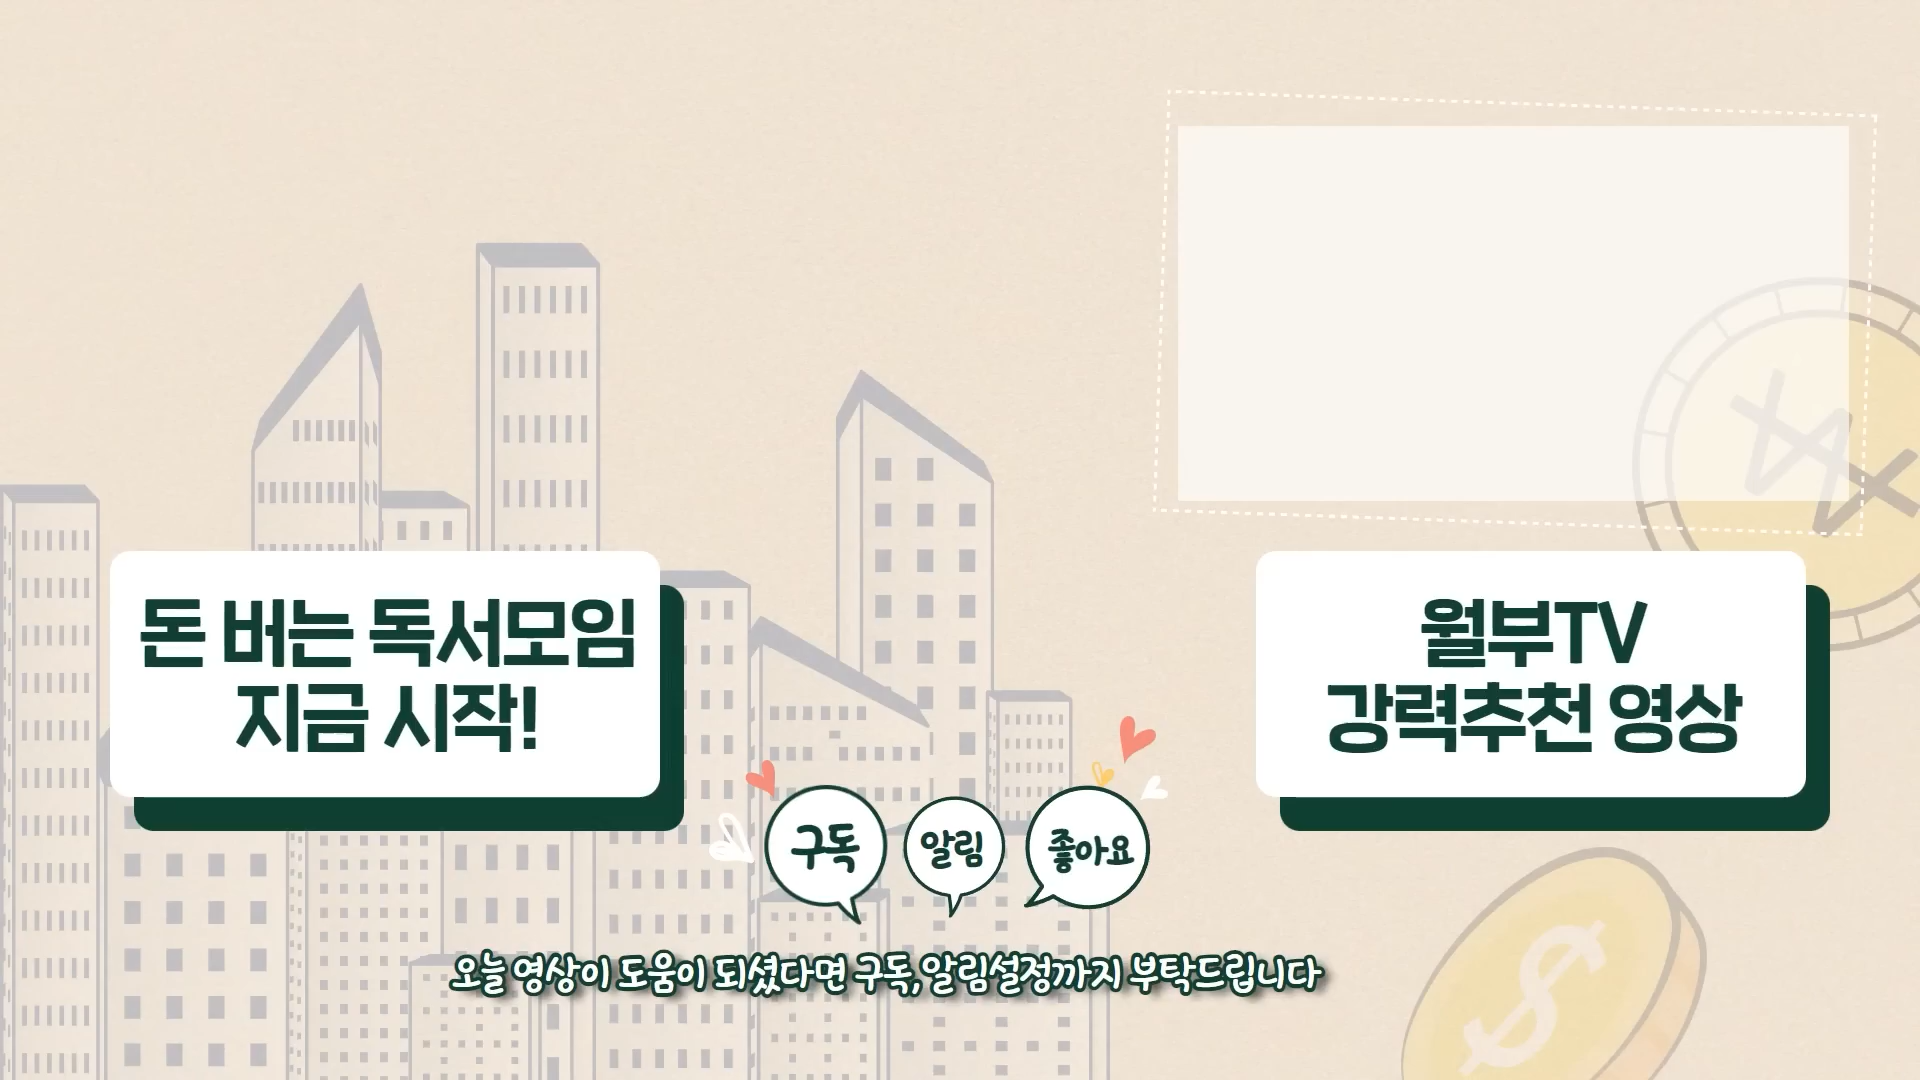 돈 버는 독서모임
지금 시작!
월부TV
강력추천 영상
구독
알림
좋아요
오늘 영상이 도움이 되셨다면 구독,알림설정까지 부탁드립니다